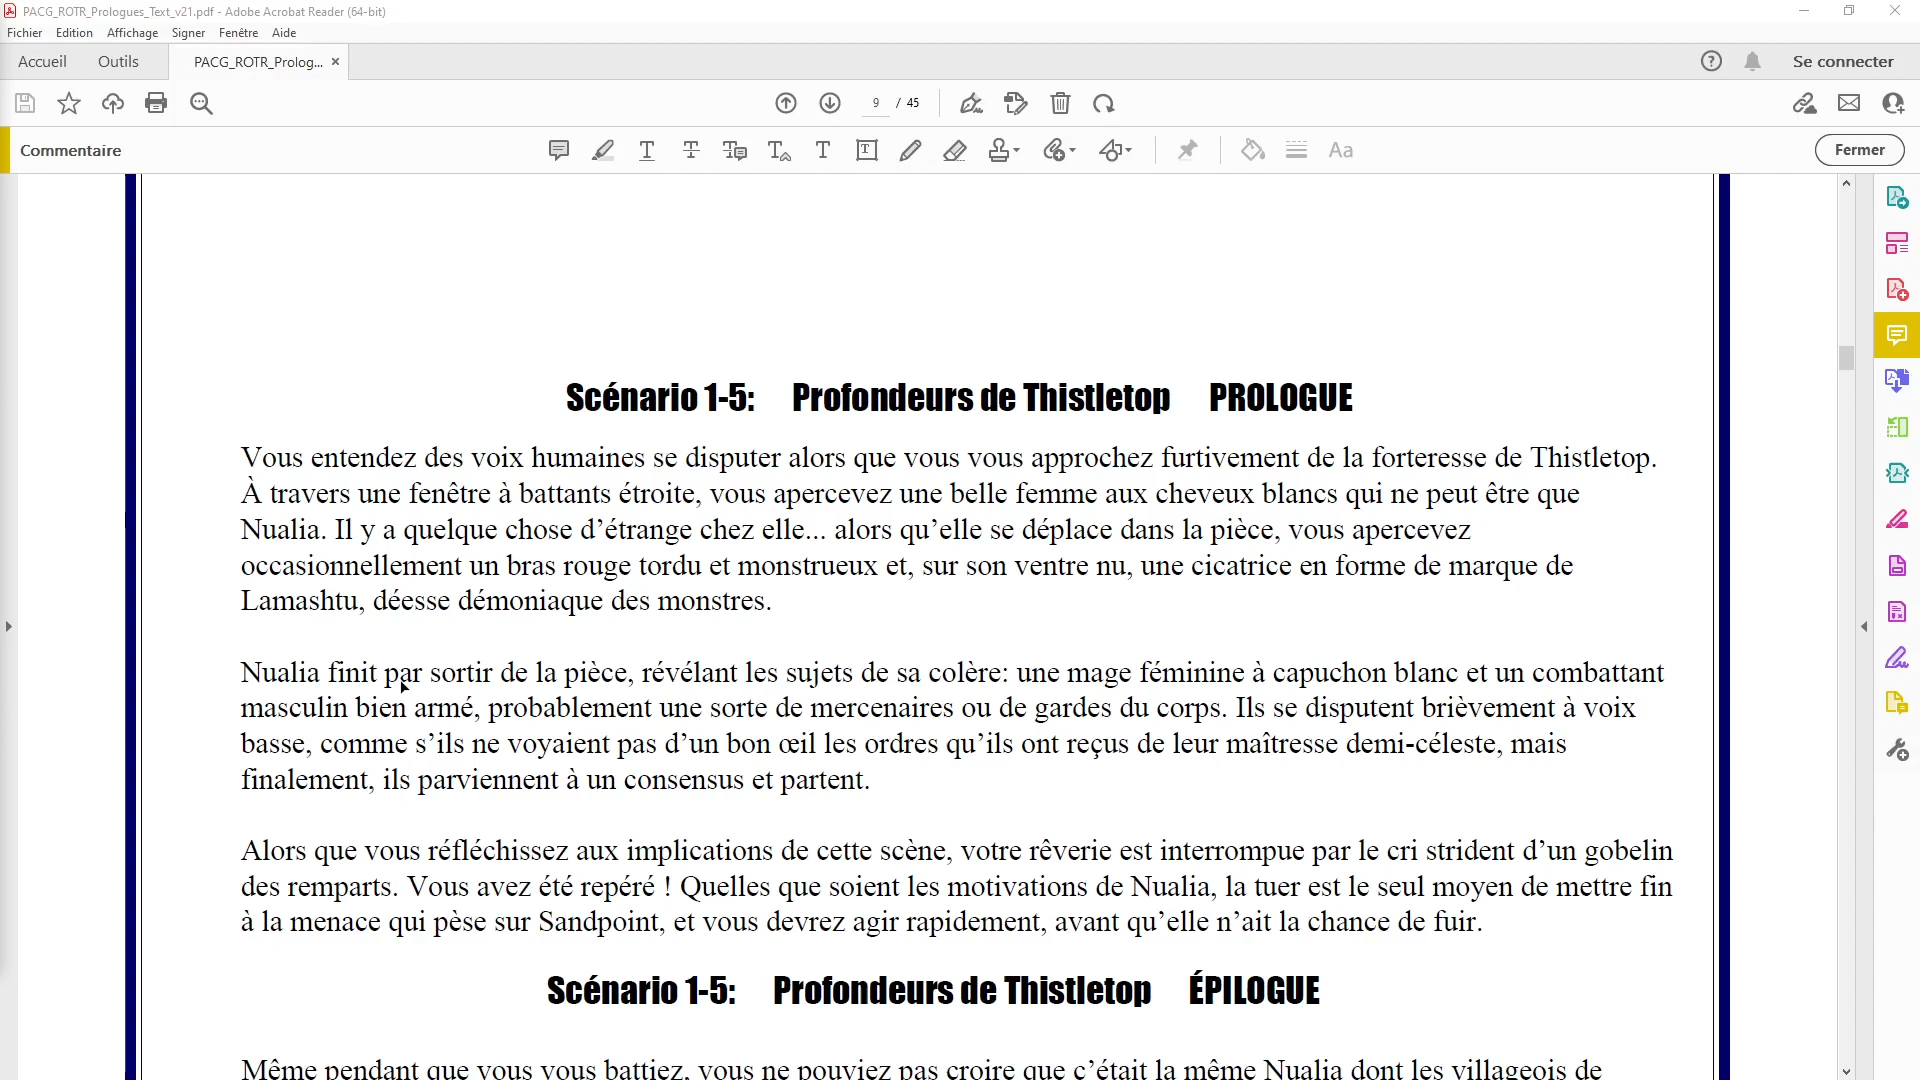 PACG_ROTR_Prologues_Text_v21.pdf - Adobe Acrobat Reader (64-bit)
Fichier Edition Affichage Signer Fenêtre Aide
Accueil Outils PACG_ROTR_Prolog... × Se connecter
9 / 45
Commentaire Aa Fermer
Scénario 1-5: Profondeurs de Thistletop PROLOGUE
Vous entendez des voix humaines se disputer alors que vous vous approchez furtivement de la forteresse de Thistletop.
À travers une fenêtre à battants étroite, vous apercevez une belle femme aux cheveux blancs qui ne peut être que
Nualia. Il y a quelque chose d’étrange chez elle... alors qu’elle se déplace dans la pièce, vous apercevez
occasionnellement un bras rouge tordu et monstrueux et, sur son ventre nu, une cicatrice en forme de marque de
Lamashtu, déesse démoniaque des monstres.
Nualia finit par sortir de la pièce, révélant les sujets de sa colère: une mage féminine à capuchon blanc et un combattant
masculin bien armé, probablement une sorte de mercenaires ou de gardes du corps. Ils se disputent brièvement à voix
basse, comme s’ils ne voyaient pas d’un bon œil les ordres qu’ils ont reçus de leur maîtresse demi-céleste, mais
finalement, ils parviennent à un consensus et partent.
Alors que vous réfléchissez aux implications de cette scène, votre rêverie est interrompue par le cri strident d’un gobelin
des remparts. Vous avez été repéré ! Quelles que soient les motivations de Nualia, la tuer est le seul moyen de mettre fin
à la menace qui pèse sur Sandpoint, et vous devrez agir rapidement, avant qu’elle n’ait la chance de fuir.
Scénario 1-5: Profondeurs de Thistletop ÉPILOGUE
Même pendant que vous vous battiez, vous ne pouviez pas croire que c’était la même Nualia dont les villageois de